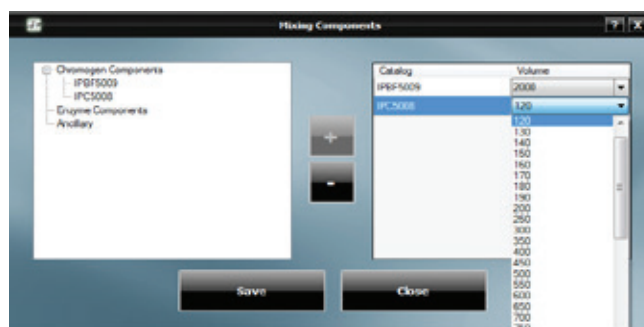 Mixing Components
? X
Chromogen Components
IPBF5009
IPC5008
Enzyme Components
Ancillary
+
-
Catalog Volume
IPBF5009 2000
IPC5008 120
120
130
140
150
160
170
180
190
200
250
300
350
400
450
500
550
600
650
700
Save Close